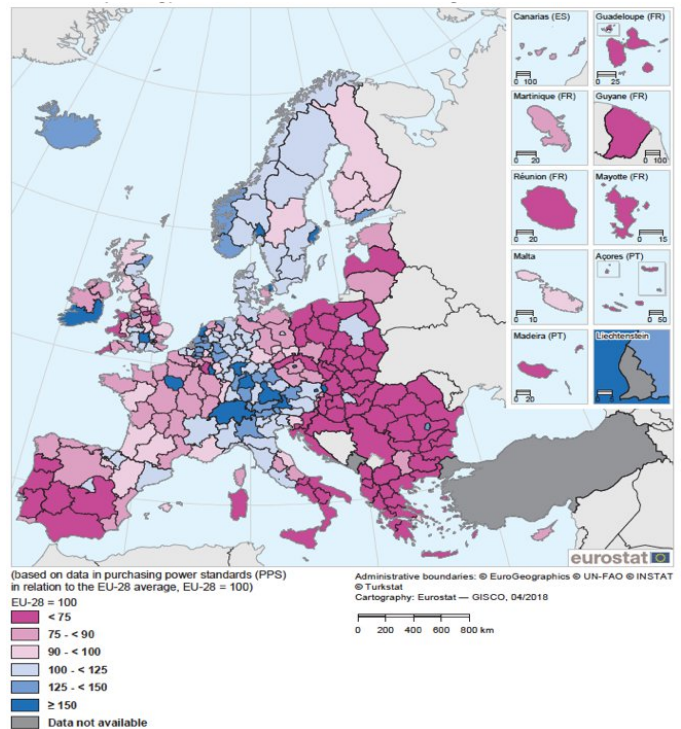 Canarias (ES)
0 100
Guadeloupe (FR)
0 25
Martinique (FR)
0 20
Guyane (FR)
0 100
Réunion (FR)
0 20
Mayotte (FR)
0 15
Malta
0 10
Açores (PT)
0 50
Madeira (PT)
0 20
Liechtenstein
eurostat
(based on data in purchasing power standards (PPS)
in relation to the EU-28 average, EU-28 = 100)
EU-28 = 100
< 75
75 - < 90
90 - < 100
100 - < 125
125 - < 150
≥ 150
Data not available
Administrative boundaries: © EuroGeographics © UN-FAO © INSTAT
© Turkstat
Cartography: Eurostat — GISCO, 04/2018
0 200 400 600 800 km